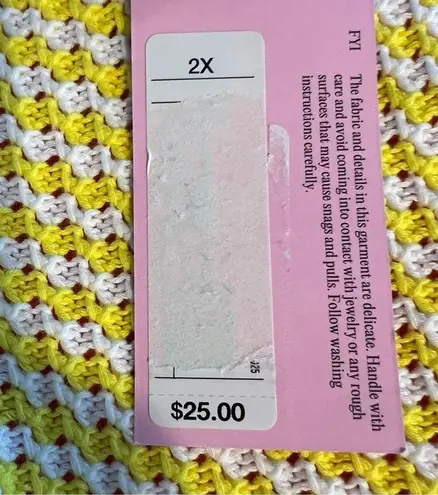 2X
J25
$25.00
FYI
The fabric and details in this garment are delicate. Handle with
care and avoid coming into contact with jewelry or any rough
surfaces that may cause snags and pulls. Follow washing
instructions carefully.